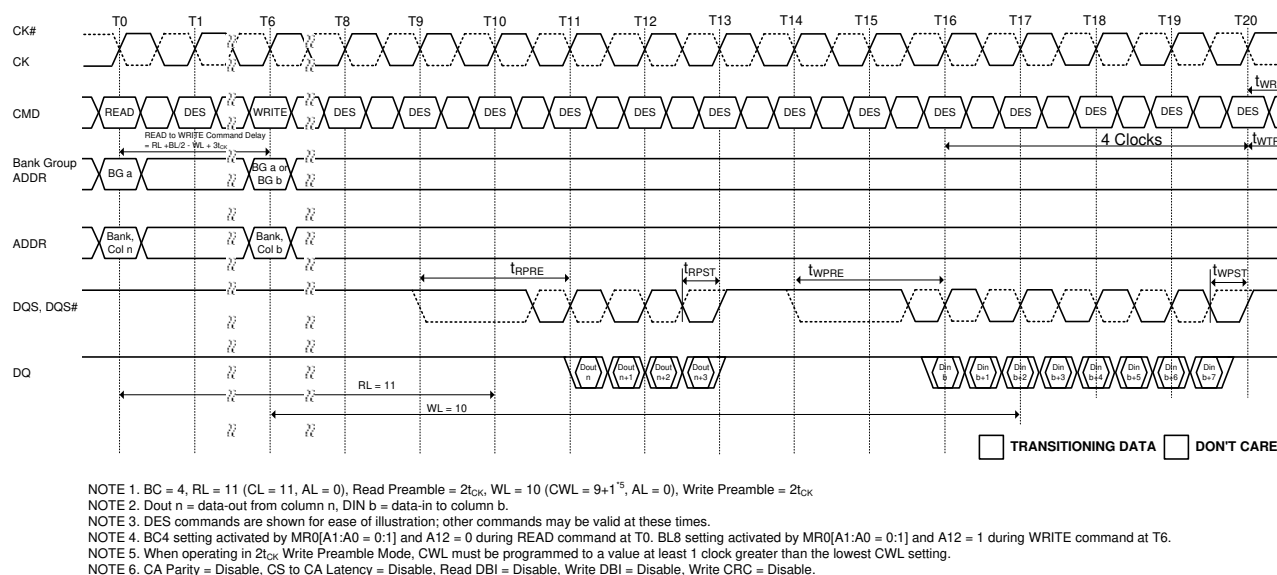 T0 T1 T6 T8 T9 T10 T11 T12 T13 T14 T15 T16 T17 T18 T19 T20
CK#
CK
tWR
CMD READ DES WRITE DES DES DES DES DES DES DES DES DES DES DES DES DES
READ to WRITE Command Delay
= RL +BL/2 - WL + 3tCK
4 Clocks
Bank Group
ADDR
BG a
BG a or
BG b
ADDR
Bank,
Col n
Bank,
Col b
tRPRE tRPST tWPRE tWPST
DQS, DQS#
DQ
Dout
n
Dout
n+1
Dout
n+2
Dout
n+3
Din
b
Din
b+1
Din
b+2
Din
b+3
Din
b+4
Din
b+5
Din
b+6
Din
b+7
RL = 11
WL = 10
TRANSITIONING DATA DON'T CARE
NOTE 1. BC = 4, RL = 11 (CL = 11, AL = 0), Read Preamble = 2tCK, WL = 10 (CWL = 9+1*5, AL = 0), Write Preamble = 2tCK
NOTE 2. Dout n = data-out from column n, DIN b = data-in to column b.
NOTE 3. DES commands are shown for ease of illustration; other commands may be valid at these times.
NOTE 4. BC4 setting activated by MR0[A1:A0 = 0:1] and A12 = 0 during READ command at T0. BL8 setting activated by MR0[A1:A0 = 0:1] and A12 = 1 during WRITE command at T6.
NOTE 5. When operating in 2tCK Write Preamble Mode, CWL must be programmed to a value at least 1 clock greater than the lowest CWL setting.
NOTE 6. CA Parity = Disable, CS to CA Latency = Disable, Read DBI = Disable, Write DBI = Disable, Write CRC = Disable.